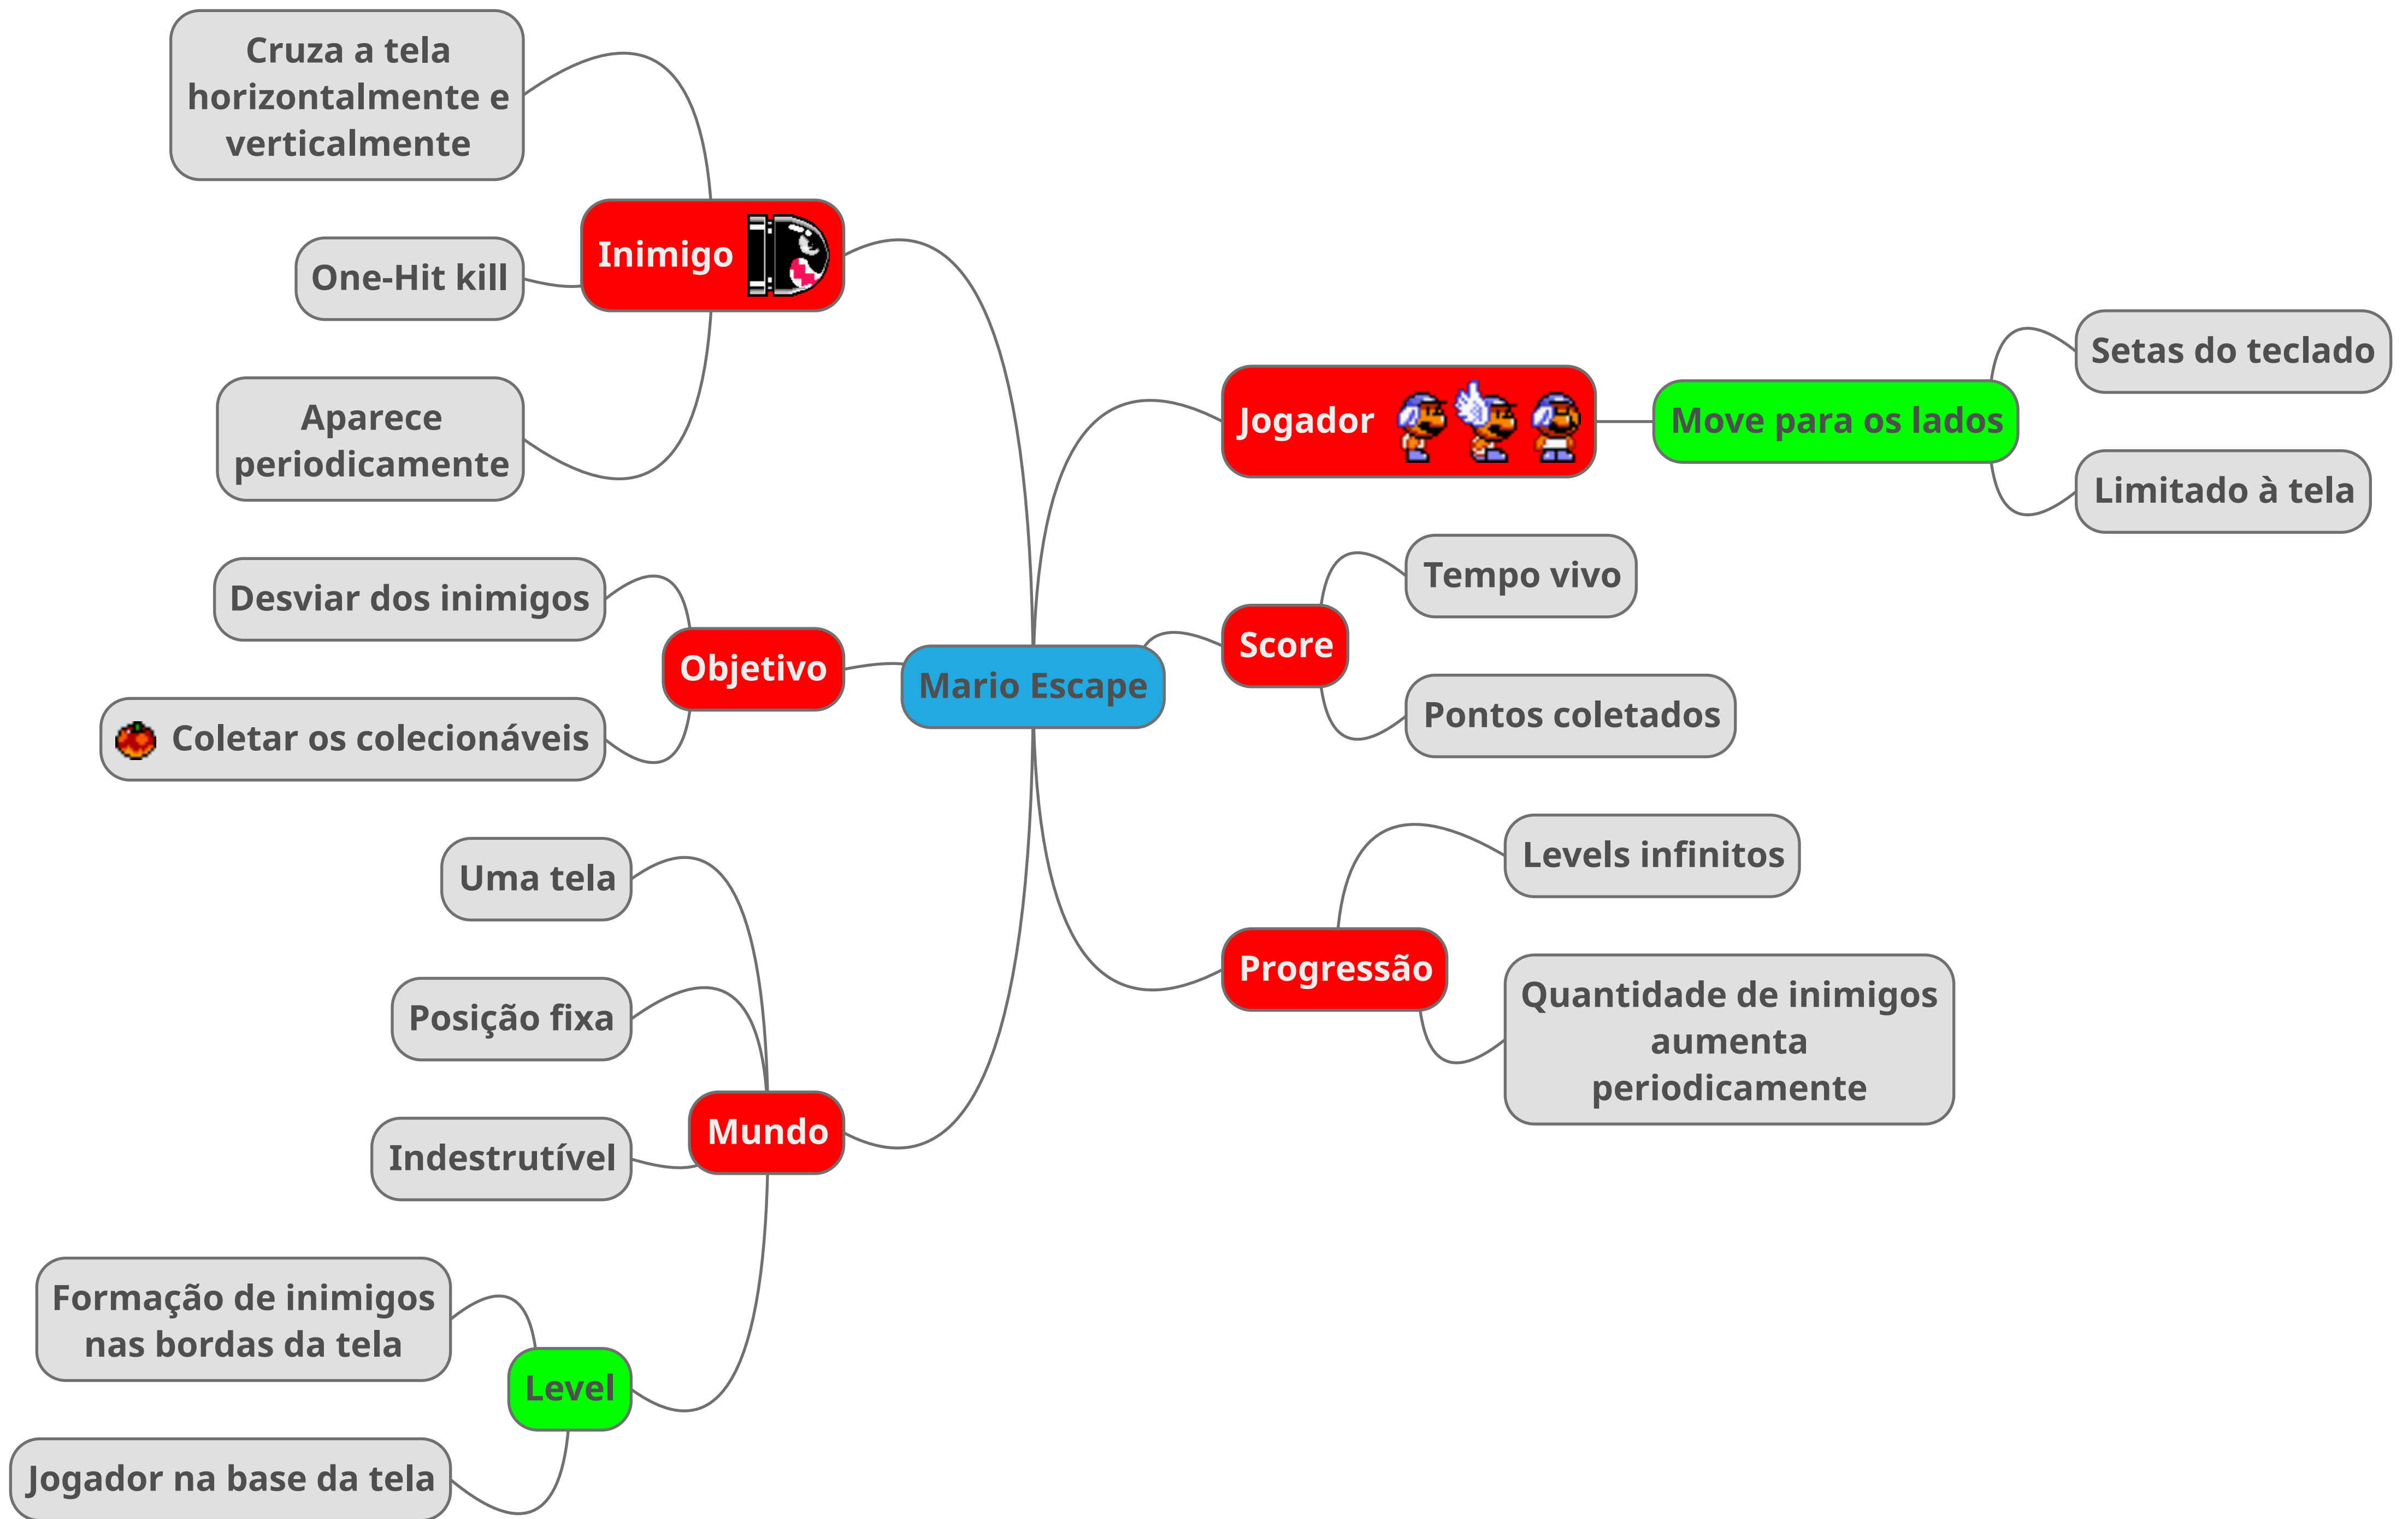 Cruza a tela
horizontalmente e
verticalmente
Inimigo
One-Hit kill
Aparece
periodicamente
Desviar dos inimigos
Objetivo
Coletar os colecionáveis
Uma tela
Posição fixa
Mundo
Indestrutível
Formação de inimigos
nas bordas da tela
Level
Jogador na base da tela
Mario Escape
Jogador
Move para os lados
Setas do teclado
Limitado à tela
Tempo vivo
Score
Pontos coletados
Levels infinitos
Progressão
Quantidade de inimigos
aumenta
periodicamente